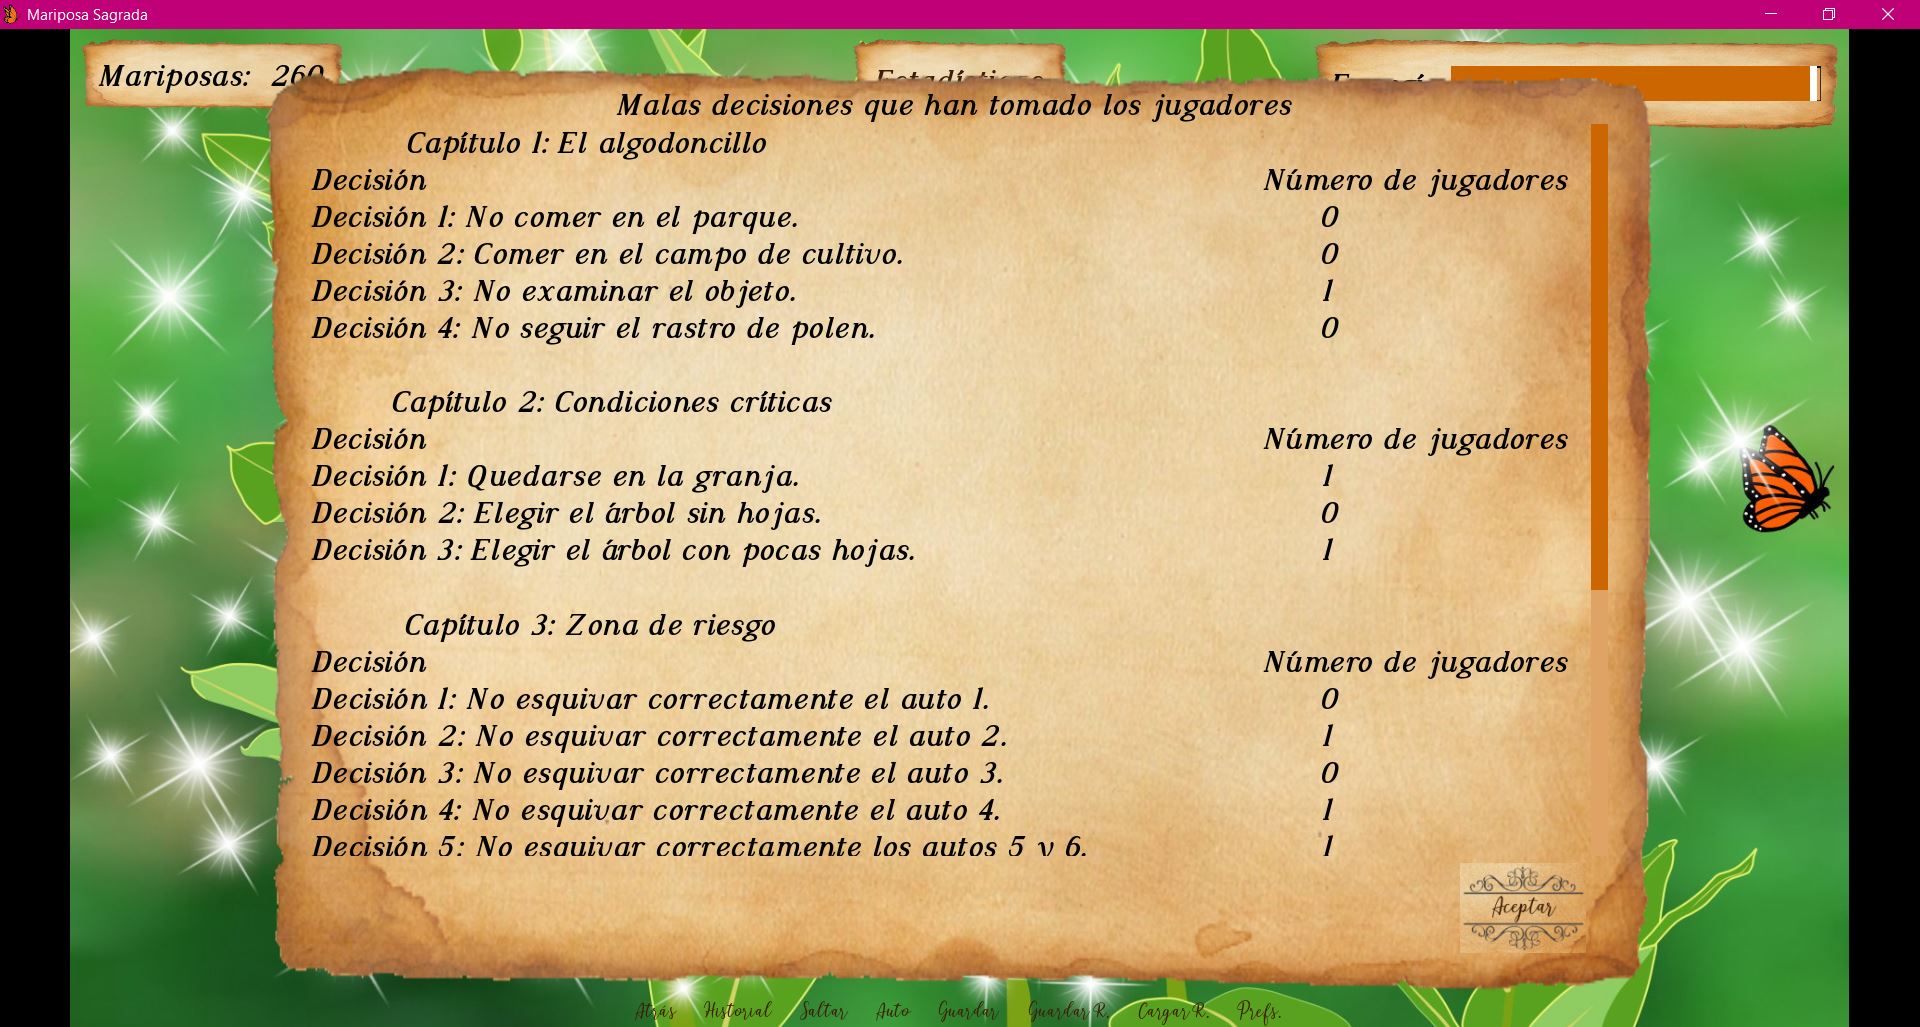 Mariposa Sagrada
Mariposas: 260
Malas decisiones que han tomado los jugadores
Capítulo 1: El algodoncillo
Decisión Número de jugadores
Decisión 1: No comer en el parque. 0
Decisión 2: Comer en el campo de cultivo. 0
Decisión 3: No examinar el objeto. 1
Decisión 4: No seguir el rastro de polen. 0
Capítulo 2: Condiciones críticas
Decisión Número de jugadores
Decisión 1: Quedarse en la granja. 1
Decisión 2: Elegir el árbol sin hojas. 0
Decisión 3: Elegir el árbol con pocas hojas. 1
Capítulo 3: Zona de riesgo
Decisión Número de jugadores
Decisión 1: No esquivar correctamente el auto 1. 0
Decisión 2: No esquivar correctamente el auto 2. 1
Decisión 3: No esquivar correctamente el auto 3. 0
Decisión 4: No esquivar correctamente el auto 4. 1
Decisión 5: No esquivar correctamente los autos 5 y 6. 1
Aceptar
Atrás Historial Saltar Auto Guardar Guardar R. Cargar R. Prefs.